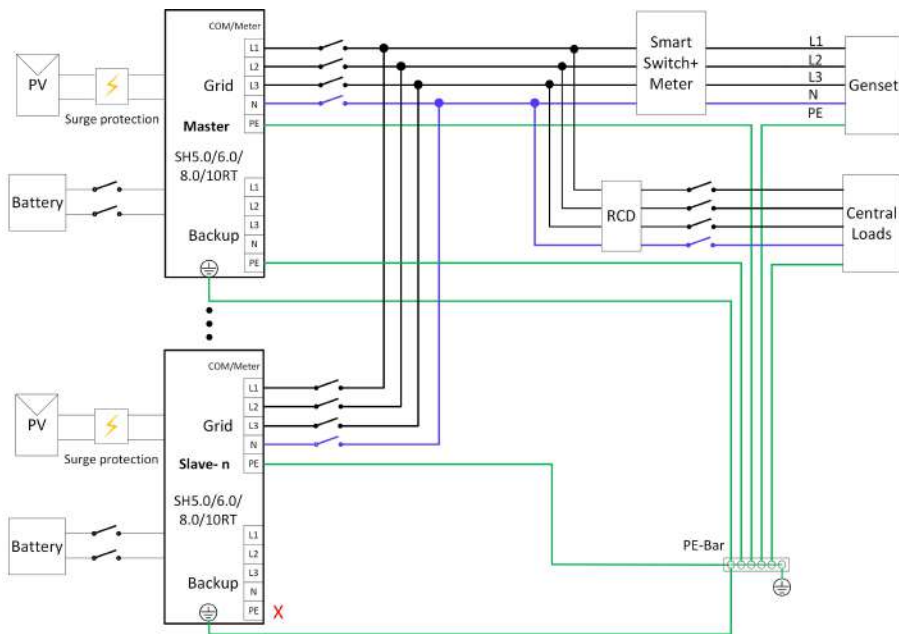 COM/Meter
L1
L2
L3
N
PE
Grid
Master
SH5.0/6.0/
8.0/10RT
L1
L2
L3
N
PE
Backup
PV
Surge protection
Battery
Smart
Switch+
Meter
L1
L2
L3
N
PE
Genset
RCD
Central
Loads
COM/Meter
L1
L2
L3
N
PE
Grid
Slave- n
SH5.0/6.0/
8.0/10RT
L1
L2
L3
N
PE
X
Backup
PV
Surge protection
Battery
PE-Bar